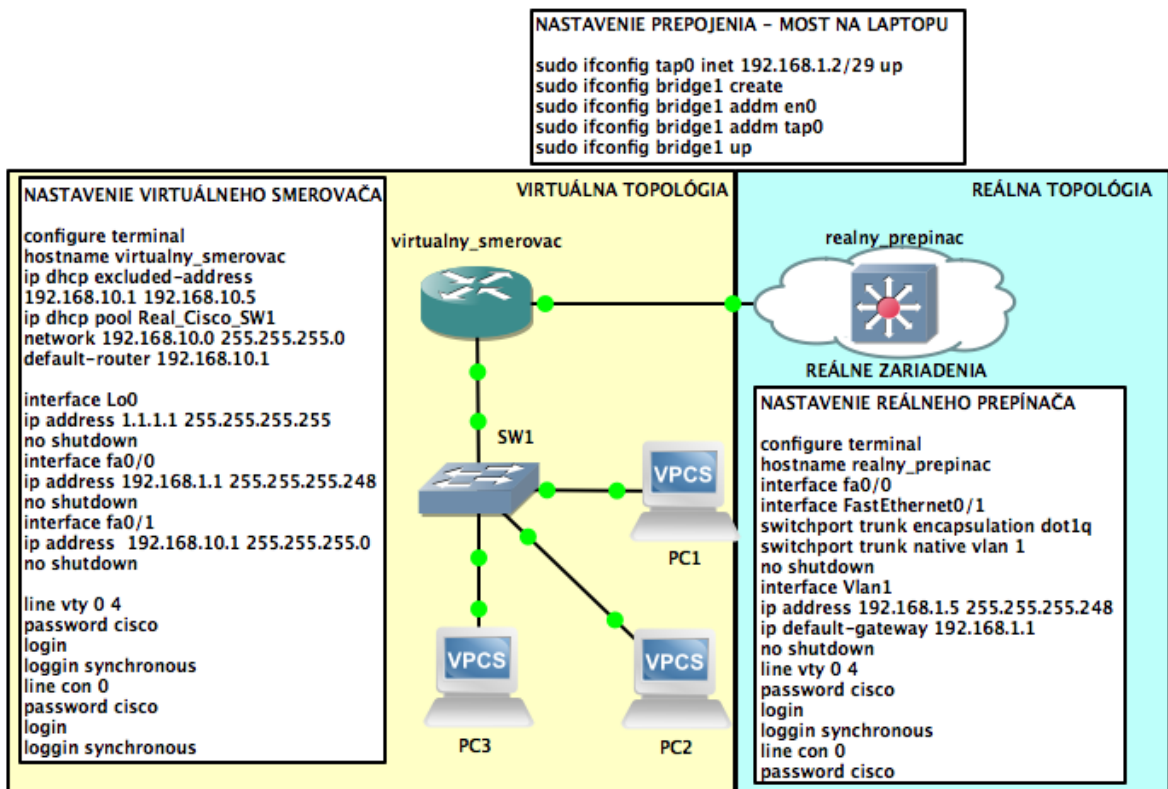 NASTAVENIE PREPOJENIA – MOST NA LAPTOPU
sudo ifconfig tap0 inet 192.168.1.2/29 up
sudo ifconfig bridge1 create
sudo ifconfig bridge1 addm en0
sudo ifconfig bridge1 addm tap0
sudo ifconfig bridge1 up
NASTAVENIE VIRTUÁLNEHO SMEROVAČA
configure terminal
hostname virtualny_smerovac
ip dhcp excluded-address
192.168.10.1 192.168.10.5
ip dhcp pool Real_Cisco_SW1
network 192.168.10.0 255.255.255.0
default-router 192.168.10.1
interface Lo0
ip address 1.1.1.1 255.255.255.255
no shutdown
interface fa0/0
ip address 192.168.1.1 255.255.255.248
no shutdown
interface fa0/1
ip address 192.168.10.1 255.255.255.0
no shutdown
line vty 0 4
password cisco
login
loggin synchronous
line con 0
password cisco
login
loggin synchronous
VIRTUÁLNA TOPOLÓGIA
virtualny_smerovac
SW1
VPCS
PC1
VPCS
PC3
VPCS
PC2
REÁLNA TOPOLÓGIA
realny_prepinac
REÁLNE ZARIADENIA
NASTAVENIE REÁLNEHO PREPÍNAČA
configure terminal
hostname realny_prepinac
interface fa0/0
interface FastEthernet0/1
switchport trunk encapsulation dot1q
switchport trunk native vlan 1
no shutdown
interface Vlan1
ip address 192.168.1.5 255.255.255.248
ip default-gateway 192.168.1.1
no shutdown
line vty 0 4
password cisco
login
loggin synchronous
line con 0
password cisco